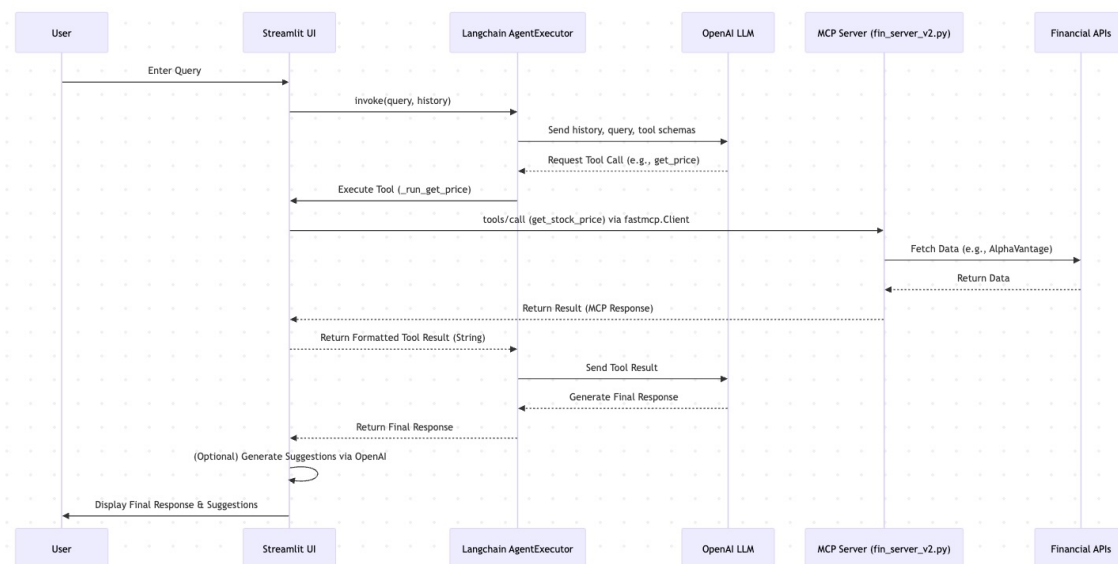 User
Streamlit UI
Langchain AgentExecutor
OpenAI LLM
MCP Server (fin_server_v2.py)
Financial APIs
Enter Query
invoke(query, history)
Send history, query, tool schemas
Request Tool Call (e.g., get_price)
Execute Tool (_run_get_price)
tools/call (get_stock_price) via fastmcp.Client
Fetch Data (e.g., AlphaVantage)
Return Data
Return Result (MCP Response)
Return Formatted Tool Result (String)
Send Tool Result
Generate Final Response
Return Final Response
(Optional) Generate Suggestions via OpenAI
Display Final Response & Suggestions
User
Streamlit UI
Langchain AgentExecutor
OpenAI LLM
MCP Server (fin_server_v2.py)
Financial APIs